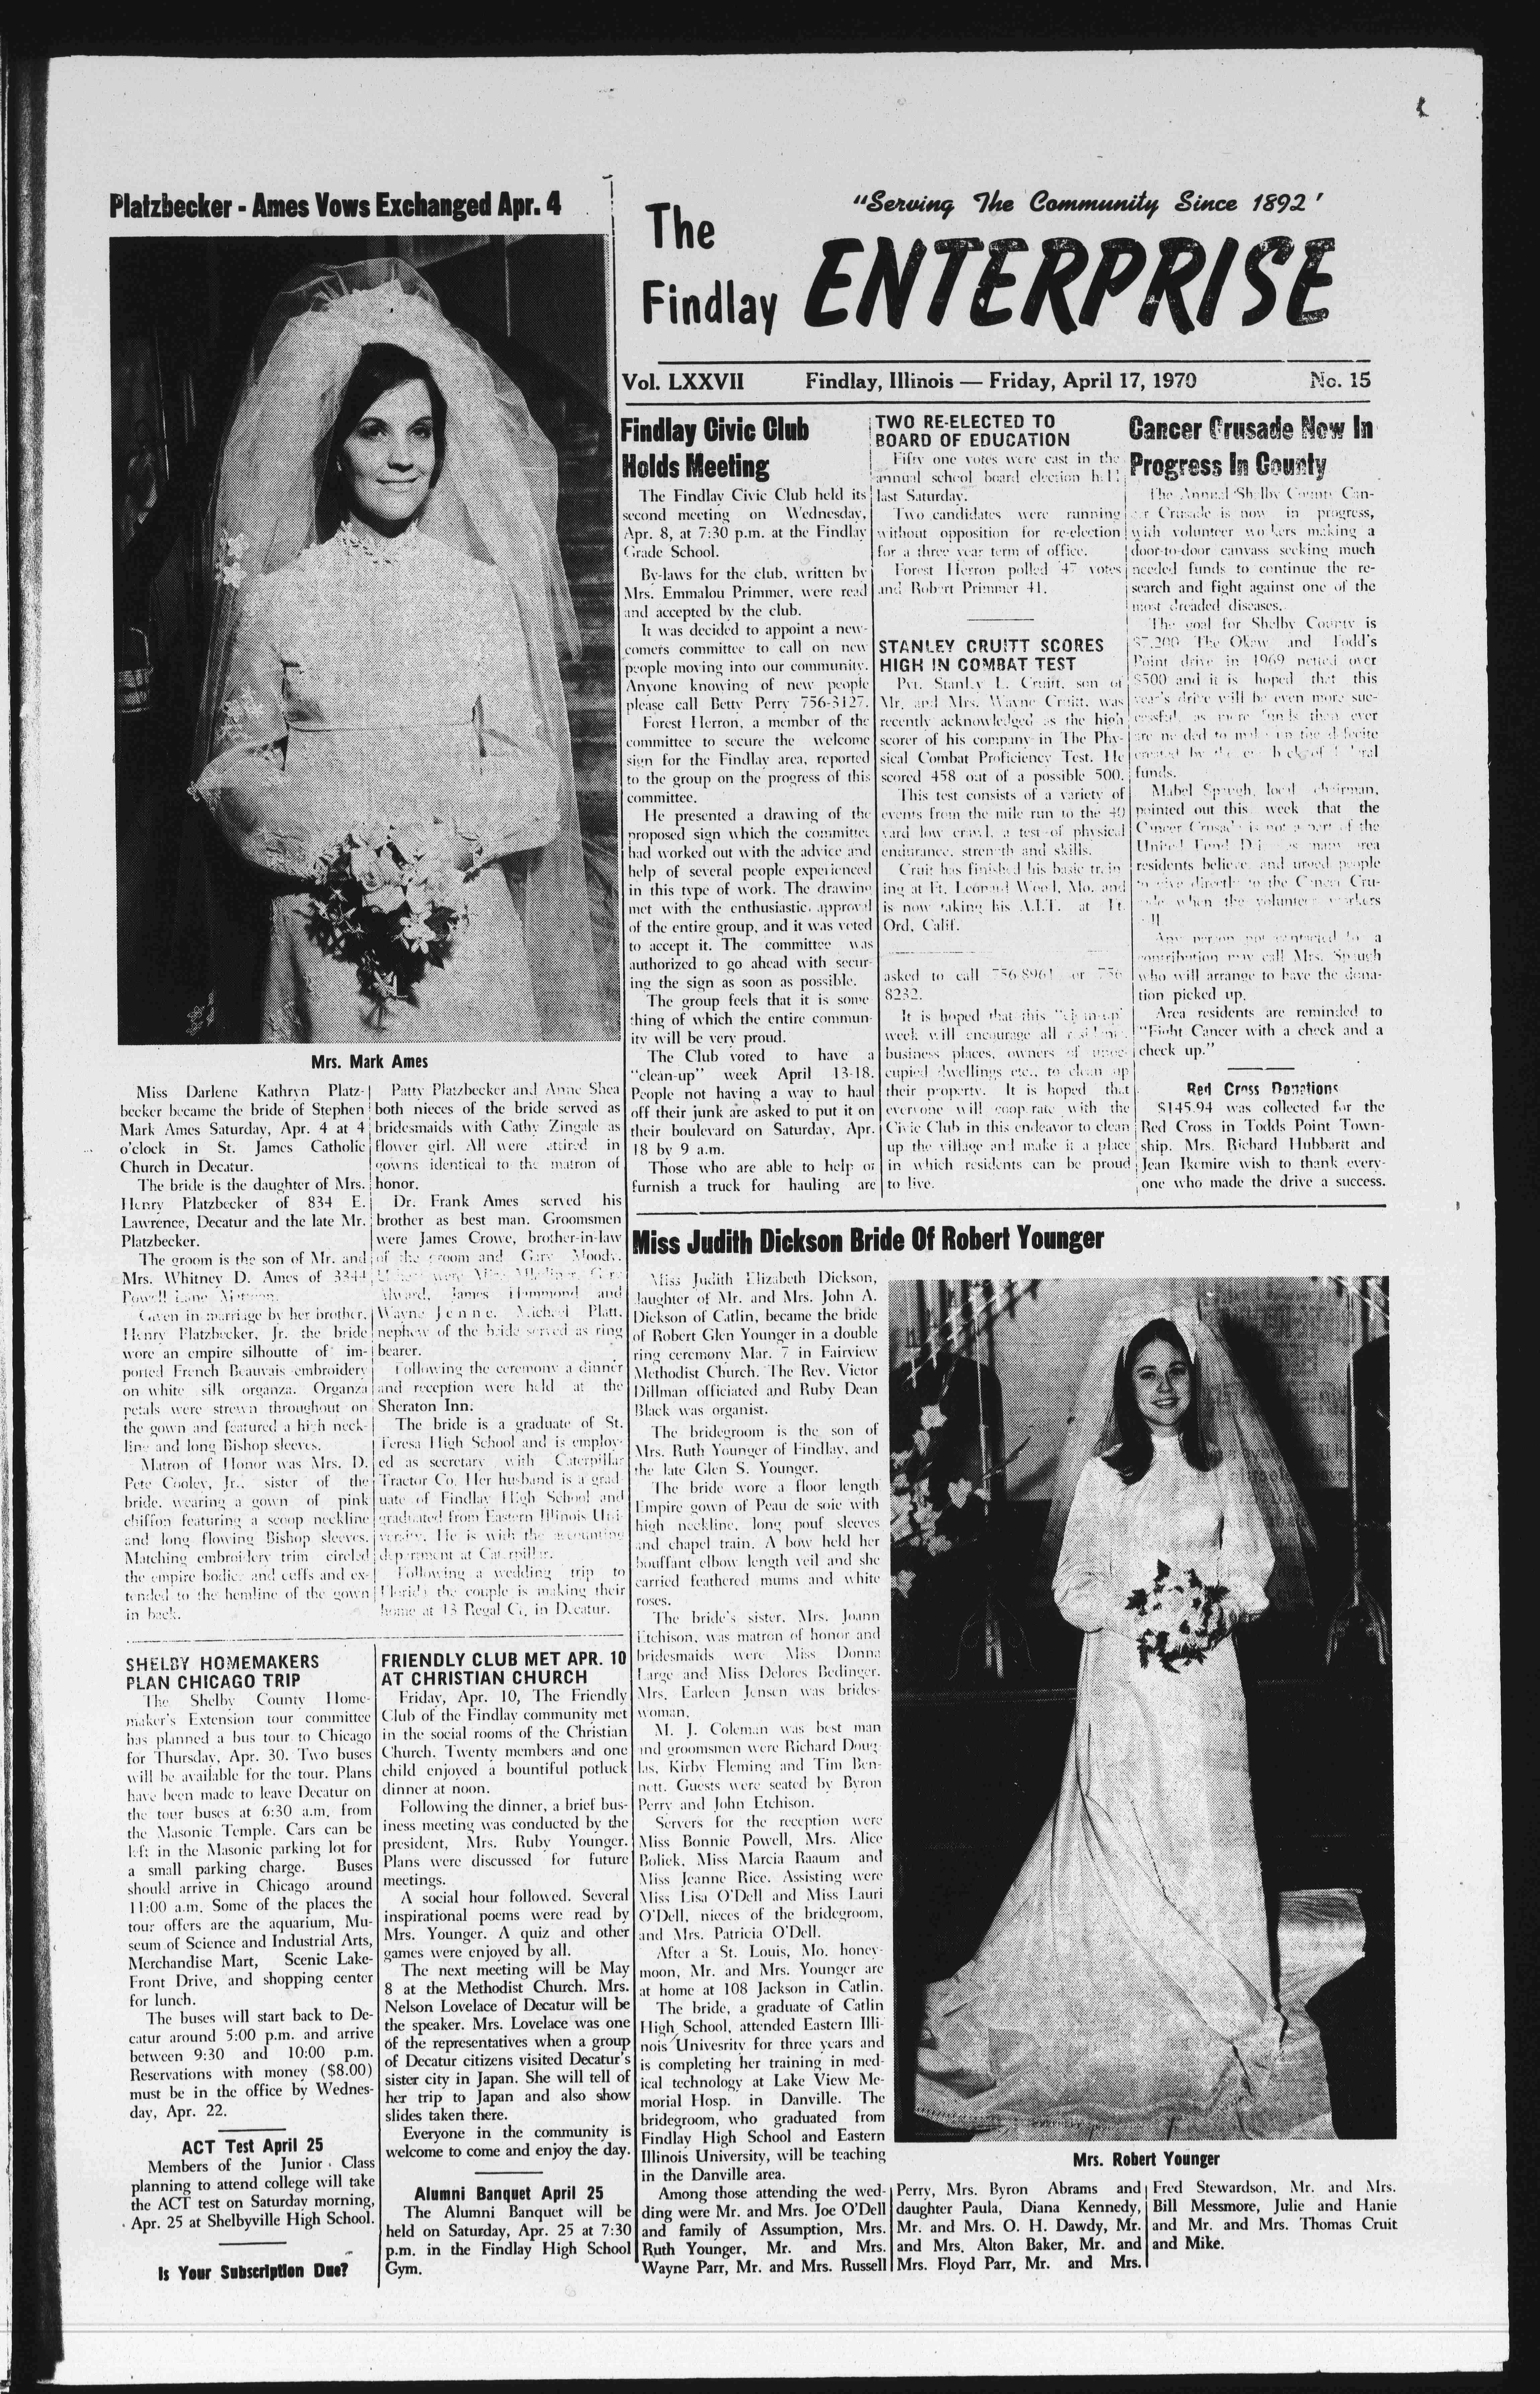 Platzbecker - Ames Vows Exchanged Apr. 4
"Serving The Community Since 1892'
The
Findlay
ENTERPRISE
Vol. LXXVII Findlay, Illinois — Friday, April 17, 1970 No. 15
Mrs. Mark Ames
Miss Darlene Kathryn Platz-
becker became the bride of Stephen
Mark Ames Saturday, Apr. 4 at 4
o'clock in St. James Catholic
Church in Decatur.
The bride is the daughter of Mrs.
Henry Platzbecker of 834 E.
Lawrence, Decatur and the late Mr.
Platzbecker.
The groom is the son of Mr. and
Mrs. Whitney D. Ames of 3344
Powell Lane
Given in marriage by her brother,
Henry Platzbecker, Jr. the bride
wore an empire silhoutte of im-
ported French Beauvais embroidery
on white silk organza. Organza
petals were strewn throughout on
the gown and featured a high neck-
line and long Bishop sleeves.
Matron of Honor was Mrs. D.
Pete Cooley, Jr., sister of the
bride, wearing a gown of pink
chiffon featuring a scoop neckline
and long flowing Bishop sleeves.
Matching embroidery trim circled
the empire bodice and cuffs and ex-
tended to the hemline of the gown
in back.
Patty Platzbecker and Anne Shea
both nieces of the bride served as
bridesmaids with Cathy Zingale as
flower girl. All were attired in
gowns identical to the matron of
honor.
Dr. Frank Ames served his
brother as best man. Groomsmen
were James Crowe, brother-in-law
of the groom and Gary Moody.
were
Alward, James Hammond and
Wayne Jenne. Michael Platt,
nephew of the bride served as ring
bearer.
Following the ceremony a dinner
and reception were held at the
Sheraton Inn.
The bride is a graduate of St.
Teresa High School and is employ-
ed as secretary with Caterpillar
Tractor Co. Her husband is a grad
uate of Findlay High School and
graduated from Eastern Illinois Uni-
versity. He is with the accounting
department at Caterpillar.
Following a wedding trip to
Florida the couple is making their
home at 13 Regal Ct. in Decatur.
SHELBY HOMEMAKERS
PLAN CHICAGO TRIP
The Shelby County Home-
maker's Extension tour committee
has planned a bus tour to Chicago
for Thursday, Apr. 30. Two buses
will be available for the tour. Plans
have been made to leave Decatur on
the tour buses at 6:30 a.m. from
the Masonic Temple. Cars can be
left in the Masonic parking lot for
a small parking charge. Buses
should arrive in Chicago around
11:00 a.m. Some of the places the
tour offers are the aquarium, Mu-
seum of Science and Industrial Arts,
Merchandise Mart, Scenic Lake-
Front Drive, and shopping center
for lunch.
The buses will start back to De-
catur around 5:00 p.m. and arrive
between 9:30 and 10:00 p.m.
Reservations with money ($8.00)
must be in the office by Wednes-
day, Apr. 22.
ACT Test April 25
Members of the Junior Class
planning to attend college will take
the ACT test on Saturday morning,
Apr. 25 at Shelbyville High School.
Is Your Subscription Due?
FRIENDLY CLUB MET APR. 10
AT CHRISTIAN CHURCH
Friday, Apr. 10, The Friendly
Club of the Findlay community met
in the social rooms of the Christian
Church. Twenty members and one
child enjoyed a bountiful potluck
dinner at noon.
Following the dinner, a brief bus-
iness meeting was conducted by the
president, Mrs. Ruby Younger.
Plans were discussed for future
meetings.
A social hour followed. Several
inspirational poems were read by
Mrs. Younger. A quiz and other
games were enjoyed by all.
The next meeting will be May
8 at the Methodist Church. Mrs.
Nelson Lovelace of Decatur will be
the speaker. Mrs. Lovelace was one
of the representatives when a group
of Decatur citizens visited Decatur's
sister city in Japan. She will tell of
her trip to Japan and also show
slides taken there.
Everyone in the community is
welcome to come and enjoy the day.
Alumni Banquet April 25
The Alumni Banquet will be
held on Saturday, Apr. 25 at 7:30
p.m. in the Findlay High School
Gym.
Findlay Civic Club
Holds Meeting
The Findlay Civic Club held its
second meeting on Wednesday,
Apr. 8, at 7:30 p.m. at the Findlay
Grade School.
By-laws for the club, written by
Mrs. Emmalou Primmer, were read
and accepted by the club.
It was decided to appoint a new-
comers committee to call on new
people moving into our community.
Anyone knowing of new people
please call Betty Perry 756-3127.
Forest Herron, a member of the
committee to secure the welcome
sign for the Findlay area, reported
to the group on the progress of this
committee.
He presented a drawing of the
proposed sign which the committee
had worked out with the advice and
help of several people experienced
in this type of work. The drawing
met with the enthusiastic approval
of the entire group, and it was voted
to accept it. The committee was
authorized to go ahead with secur-
ing the sign as soon as possible.
The group feels that it is some
thing of which the entire commun-
ity will be very proud.
The Club voted to have a
"clean-up" week April 13-18.
People not having a way to haul
off their junk are asked to put it on
their boulevard on Saturday, Apr.
18 by 9 a.m.
Those who are able to help or
furnish a truck for hauling are
TWO RE-ELECTED TO
BOARD OF EDUCATION
Fifty one votes were cast in the
annual school board election held
last Saturday.
Two candidates were running
without opposition for re-election
for a three year term of office.
Forest Herron polled 47 votes
and Robert Primmer 41.
STANLEY CRUITT SCORES
HIGH IN COMBAT TEST
Pvt. Stanley L. Cruitt, son of
Mr. and Mrs. Wayne Cruitt, was
recently acknowledged as the high
scorer of his company in The Phy-
sical Combat Proficiency Test. He
scored 458 out of a possible 500.
This test consists of a variety of
events from the mile run to the 40
yard low crawl, a test of physical
endurance, strength and skills.
Cruit has finished his basic train
ing at Ft. Leonard Wood, Mo. and
is now taking his A.I.T. at Ft.
Ord, Calif.
asked to call 756-8961 or 756
8232.
It is hoped that this "clean-up"
week will encourage all residents,
business places, owners of unoc-
cupied dwellings etc., to clean up
their property. It is hoped that
everyone will cooperate with the
Civic Club in this endeavor to clean
up the village and make it a place
in which residents can be proud
to live.
Cancer Crusade Now In
Progress In County
The Annual Shelby County Can-
cer Crusade is now in progress,
with volunteer workers making a
door-to-door canvass seeking much
needed funds to continue the re-
search and fight against one of the
most dreaded diseases.
The goal for Shelby County is
$7,200. The Okaw and Todd's
Point drive in 1969 netted over
$500 and it is hoped that this
year's drive will be even more suc-
cessful, as more funds than ever
are needed to make up the deficite
created by the cut back of federal
funds.
Mabel Spaugh, local chairman,
pointed out this week that the
Cancer Crusade is not a part of the
United Fund Drive as many area
residents believe, and urged people
to give directly to the Cancer Cru-
sade when the volunteer workers
call.
Any person not contacted for a
contribution may call Mrs. Spaugh
who will arrange to have the dona-
tion picked up.
Area residents are reminded to
"Fight Cancer with a check and a
check up."
Red Cross Donations
$145.94 was collected for the
Red Cross in Todds Point Town-
ship. Mrs. Richard Hubbartt and
Jean Ikemire wish to thank every-
one who made the drive a success.
Miss Judith Dickson Bride Of Robert Younger
Miss Judith Elizabeth Dickson,
daughter of Mr. and Mrs. John A.
Dickson of Catlin, became the bride
of Robert Glen Younger in a double
ring ceremony Mar. 7 in Fairview
Methodist Church. The Rev. Victor
Dillman officiated and Ruby Dean
Black was organist.
The bridegroom is the son of
Mrs. Ruth Younger of Findlay, and
the late Glen S. Younger.
The bride wore a floor length
Empire gown of Peau de soie with
high neckline, long pouf sleeves
and chapel train. A bow held her
bouffant elbow length veil and she
carried feathered mums and white
roses.
The bride's sister, Mrs. Joann
Etchison, was matron of honor and
bridesmaids were Miss Donna
Large and Miss Delores Bedinger.
Mrs. Earleen Jensen was brides-
woman.
M. J. Coleman was best man
and groomsmen were Richard Doug-
las, Kirby Fleming and Tim Ben-
nett. Guests were seated by Byron
Perry and John Etchison.
Servers for the reception were
Miss Bonnie Powell, Mrs. Alice
Bolick, Miss Marcia Raaum and
Miss Jeanne Rice. Assisting were
Miss Lisa O'Dell and Miss Lauri
O'Dell, nieces of the bridegroom,
and Mrs. Patricia O'Dell.
After a St. Louis, Mo. honey-
moon, Mr. and Mrs. Younger are
at home at 108 Jackson in Catlin.
The bride, a graduate of Catlin
High School, attended Eastern Illi-
nois Univesrity for three years and
is completing her training in med-
ical technology at Lake View Me-
morial Hosp. in Danville. The
bridegroom, who graduated from
Findlay High School and Eastern
Illinois University, will be teaching
in the Danville area.
Among those attending the wed-
ding were Mr. and Mrs. Joe O'Dell
and family of Assumption, Mrs.
Ruth Younger, Mr. and Mrs.
Wayne Parr, Mr. and Mrs. Russell
Mrs. Robert Younger
Perry, Mrs. Byron Abrams and
daughter Paula, Diana Kennedy,
Mr. and Mrs. O. H. Dawdy, Mr.
and Mrs. Alton Baker, Mr. and
Mrs. Floyd Parr, Mr. and Mrs.
Fred Stewardson, Mr. and Mrs.
Bill Messmore, Julie and Hanie
and Mr. and Mrs. Thomas Cruit
and Mike.